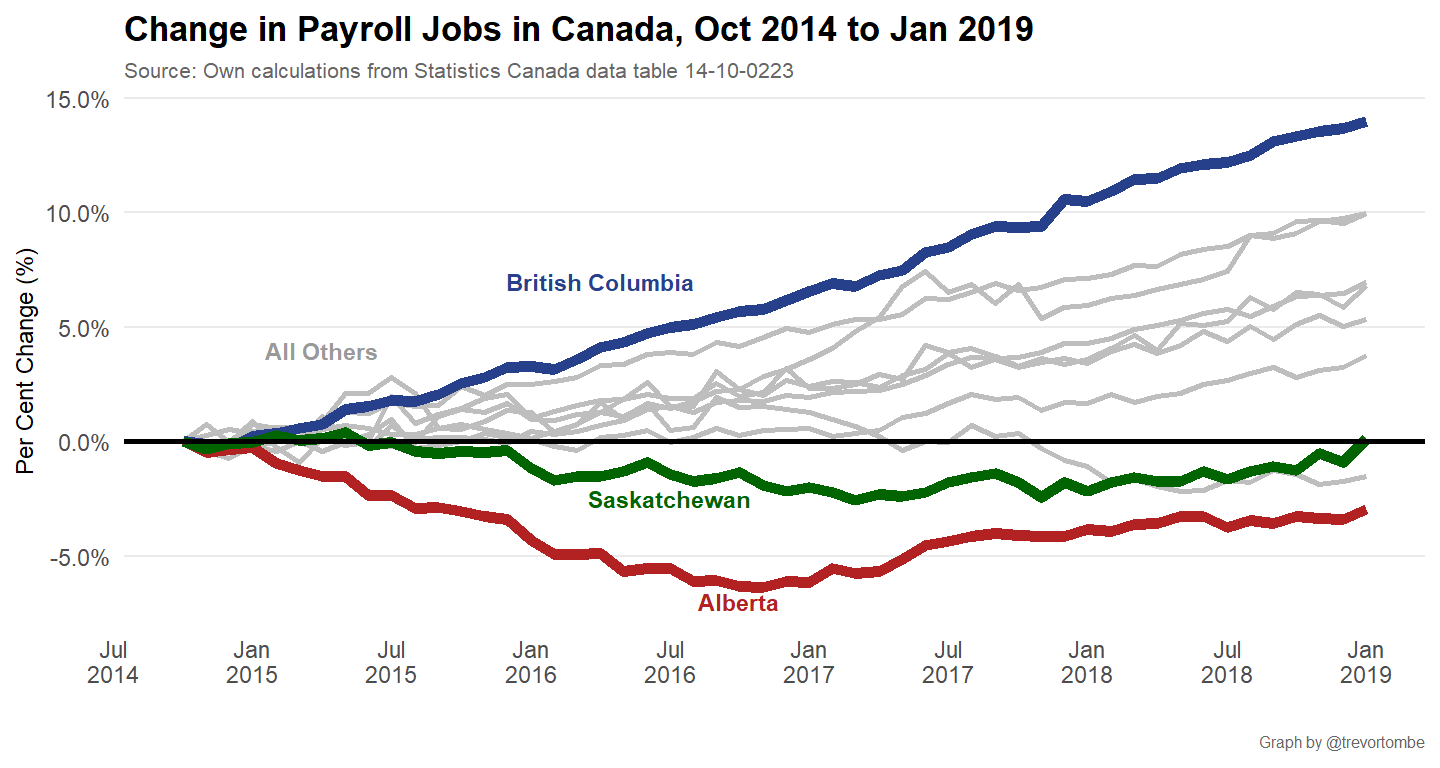 Change in Payroll Jobs in Canada, Oct 2014 to Jan 2019
Source: Own calculations from Statistics Canada data table 14-10-0223
Per Cent Change (%)
15.0%
10.0%
5.0%
0.0%
-5.0%
British Columbia
All Others
Saskatchewan
Alberta
Jul Jan Jul Jan Jul Jan Jul Jan Jul Jan
2014 2015 2015 2016 2016 2017 2017 2018 2018 2019
Graph by @trevortombe